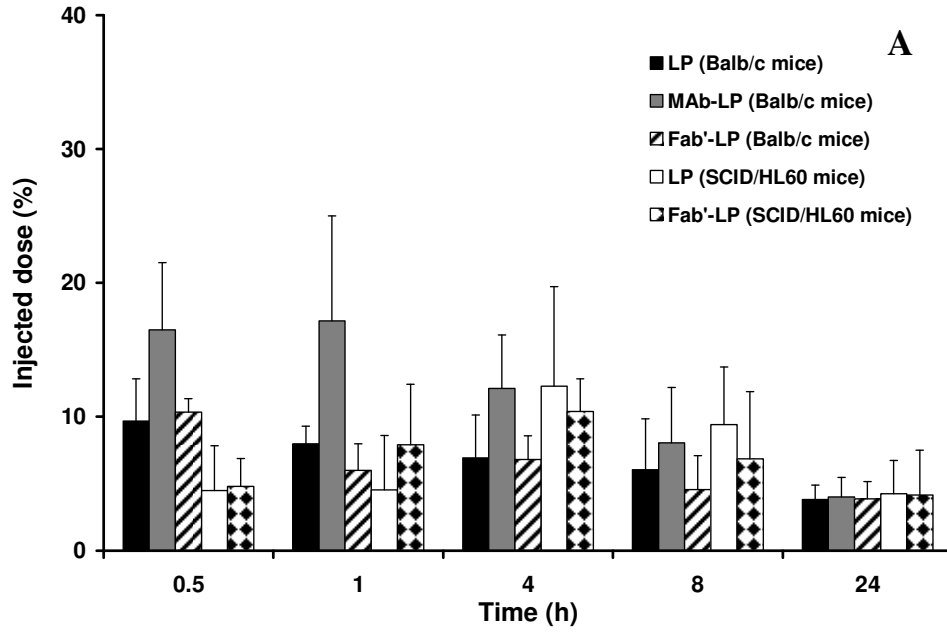 40
A
LP (Balb/c mice)
MAb-LP (Balb/c mice)
Fab'-LP (Balb/c mice)
LP (SCID/HL60 mice)
Fab'-LP (SCID/HL60 mice)
30
Injected dose (%)
20
10
0
0.5 1 4 8 24
Time (h)